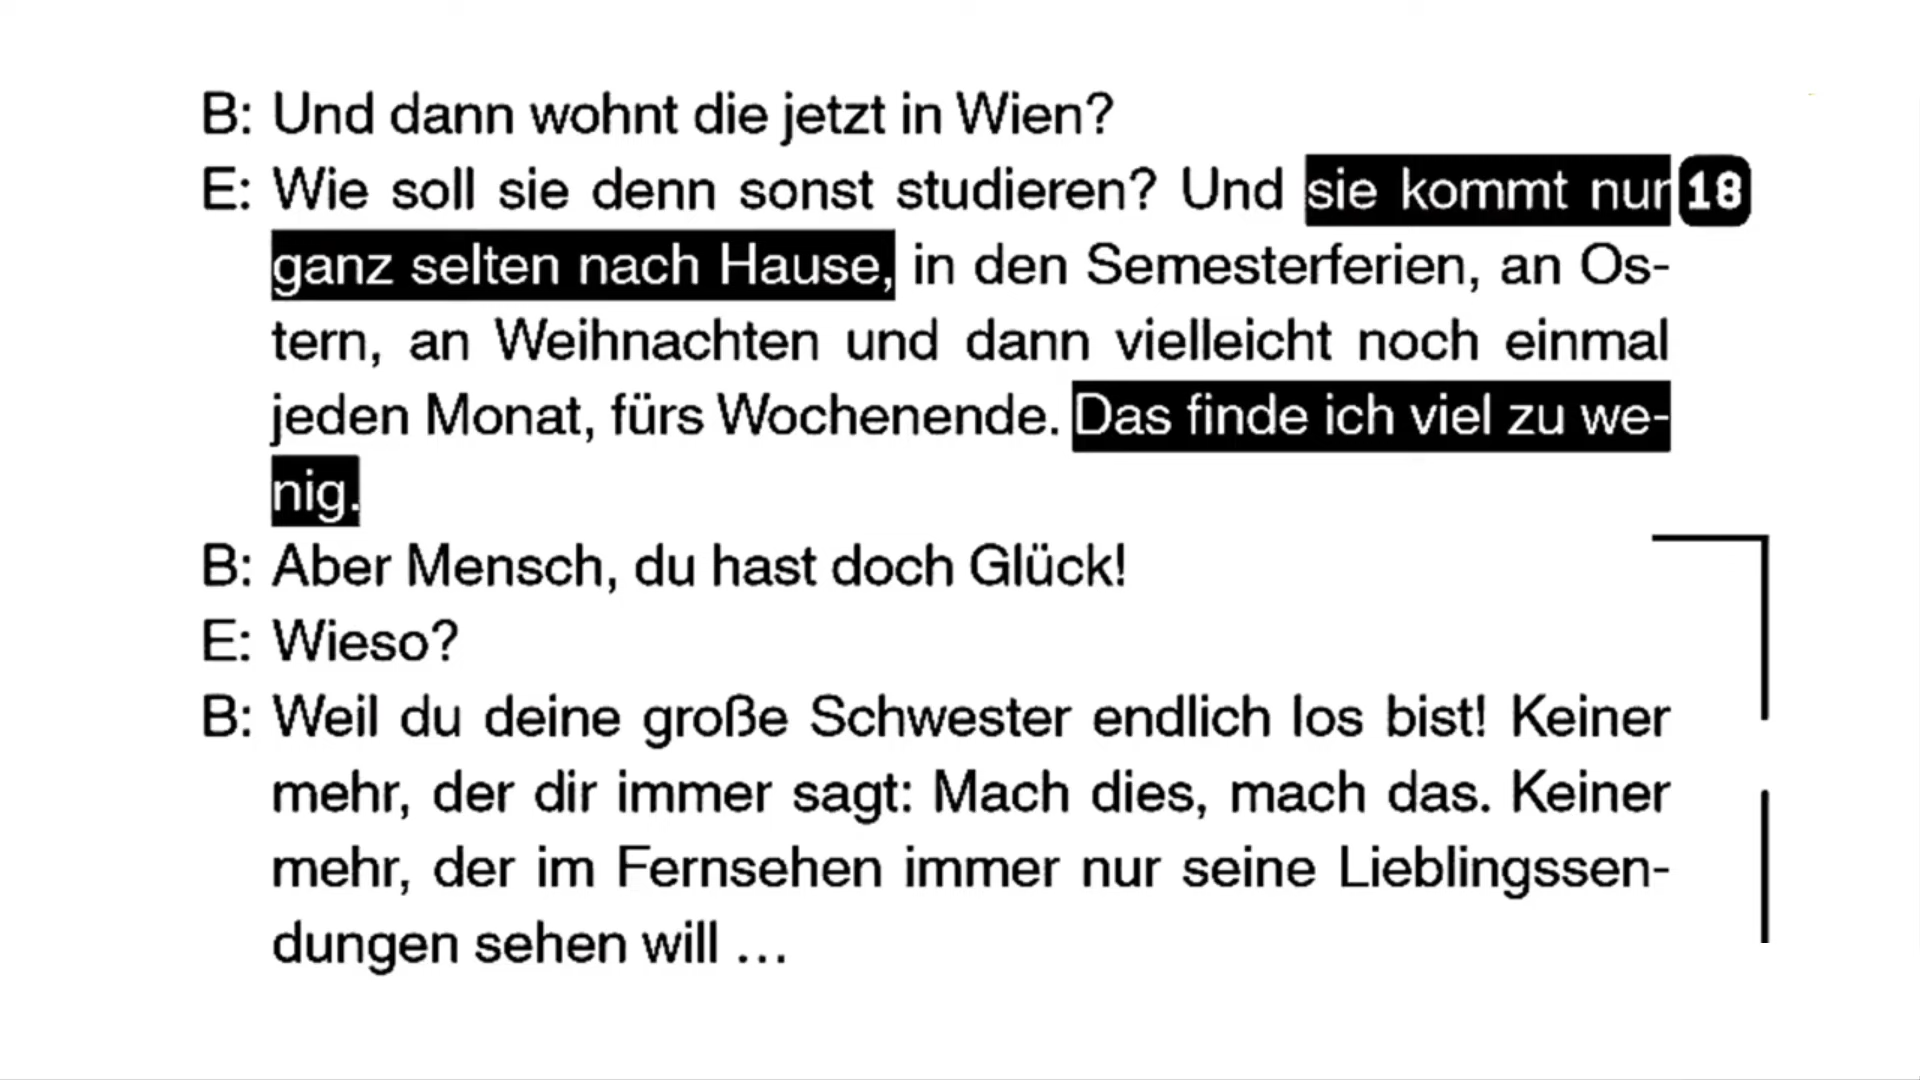 B: Und dann wohnt die jetzt in Wien?
E: Wie soll sie denn sonst studieren? Und sie kommt nur 18
ganz selten nach Hause, in den Semesterferien, an Os-
tern, an Weihnachten und dann vielleicht noch einmal
jeden Monat, fürs Wochenende. Das finde ich viel zu we-
nig.
B: Aber Mensch, du hast doch Glück!
E: Wieso?
B: Weil du deine große Schwester endlich los bist! Keiner
mehr, der dir immer sagt: Mach dies, mach das. Keiner
mehr, der im Fernsehen immer nur seine Lieblingssen-
dungen sehen will …